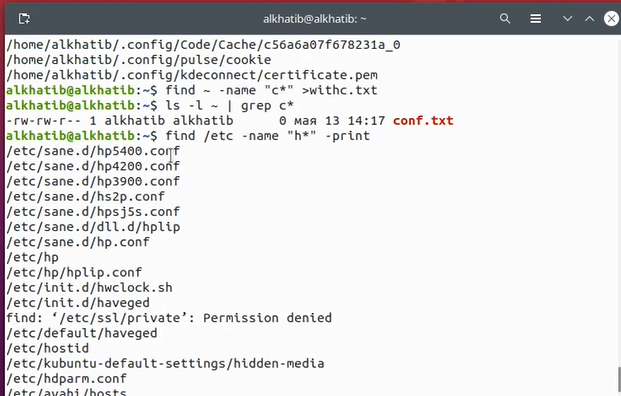 alkhatib@alkhatib: ~
/home/alkhatib/.config/Code/Cache/c56a6a07f678231a_0
/home/alkhatib/.config/pulse/cookie
/home/alkhatib/.config/kdeconnect/certificate.pem
alkhatib@alkhatib:~$ find ~ -name "c*" >withc.txt
alkhatib@alkhatib:~$ ls -l ~ | grep c*
-rw-rw-r-- 1 alkhatib alkhatib 0 мая 13 14:17 conf.txt
alkhatib@alkhatib:~$ find /etc -name "h*" -print
/etc/sane.d/hp5400.conf
/etc/sane.d/hp4200.conf
/etc/sane.d/hp3900.conf
/etc/sane.d/hs2p.conf
/etc/sane.d/hpsj5s.conf
/etc/sane.d/dll.d/hplip
/etc/sane.d/hp.conf
/etc/hp
/etc/hp/hplip.conf
/etc/init.d/hwclock.sh
/etc/init.d/haveged
find: ‘/etc/ssl/private’: Permission denied
/etc/default/haveged
/etc/hostid
/etc/kubuntu-default-settings/hidden-media
/etc/hdparm.conf
/etc/avahi/hosts